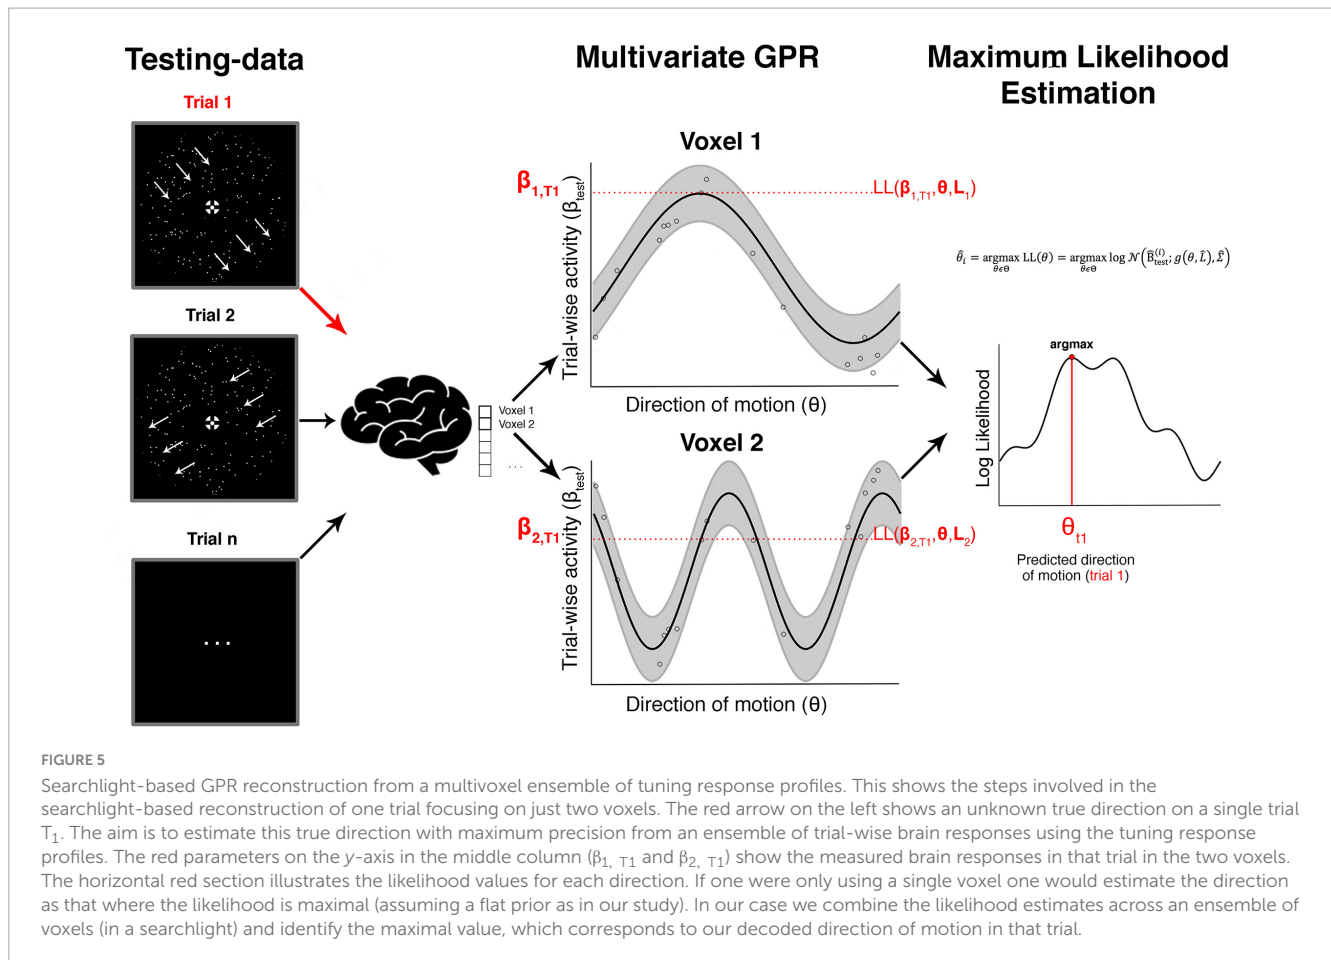 Testing-data
Multivariate GPR
Maximum Likelihood
Estimation
Trial 1
Trial 2
Trial n
...
Voxel 1
Voxel 2
...
Voxel 1
β1,T1
Trial-wise activity (βtest)
LL(β1,T1,θ,L1)
Direction of motion (θ)
Voxel 2
β2,T1
Trial-wise activity (βtest)
LL(β2,T1,θ,L2)
Direction of motion (θ)
θ̂i = argmax LL(θ) = argmax log 𝒩(B̂test(i); g(θ, L̂), Σ̂)
θϵΘ θϵΘ
argmax
Log Likelihood
θt1
Predicted direction
of motion (trial 1)
FIGURE 5
Searchlight-based GPR reconstruction from a multivoxel ensemble of tuning response profiles. This shows the steps involved in the
searchlight-based reconstruction of one trial focusing on just two voxels. The red arrow on the left shows an unknown true direction on a single trial
T1. The aim is to estimate this true direction with maximum precision from an ensemble of trial-wise brain responses using the tuning response
profiles. The red parameters on the y-axis in the middle column (β1, T1 and β2, T1) show the measured brain responses in that trial in the two voxels.
The horizontal red section illustrates the likelihood values for each direction. If one were only using a single voxel one would estimate the direction
as that where the likelihood is maximal (assuming a flat prior as in our study). In our case we combine the likelihood estimates across an ensemble of
voxels (in a searchlight) and identify the maximal value, which corresponds to our decoded direction of motion in that trial.